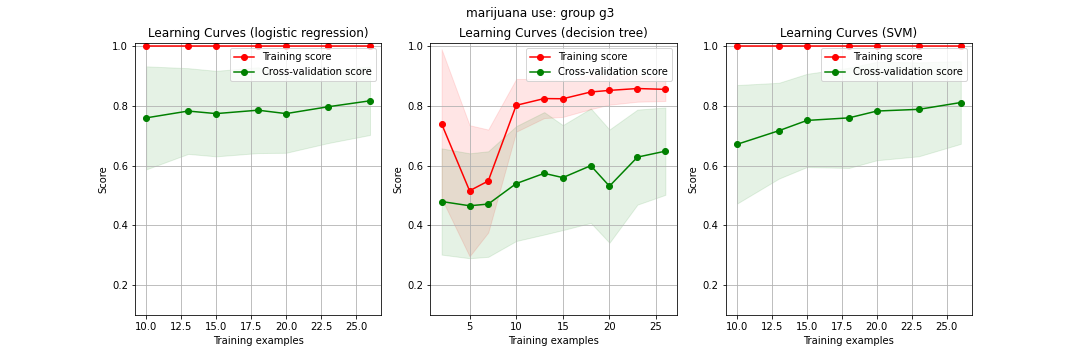 marijuana use: group g3
Learning Curves (logistic regression)
1.0
0.8
0.6
0.4
0.2
Score
Training score
Cross-validation score
10.0 12.5 15.0 17.5 20.0 22.5 25.0
Training examples
Learning Curves (decision tree)
1.0
0.8
0.6
0.4
0.2
Score
Training score
Cross-validation score
5 10 15 20 25
Training examples
Learning Curves (SVM)
1.0
0.8
0.6
0.4
0.2
Score
Training score
Cross-validation score
10.0 12.5 15.0 17.5 20.0 22.5 25.0
Training examples